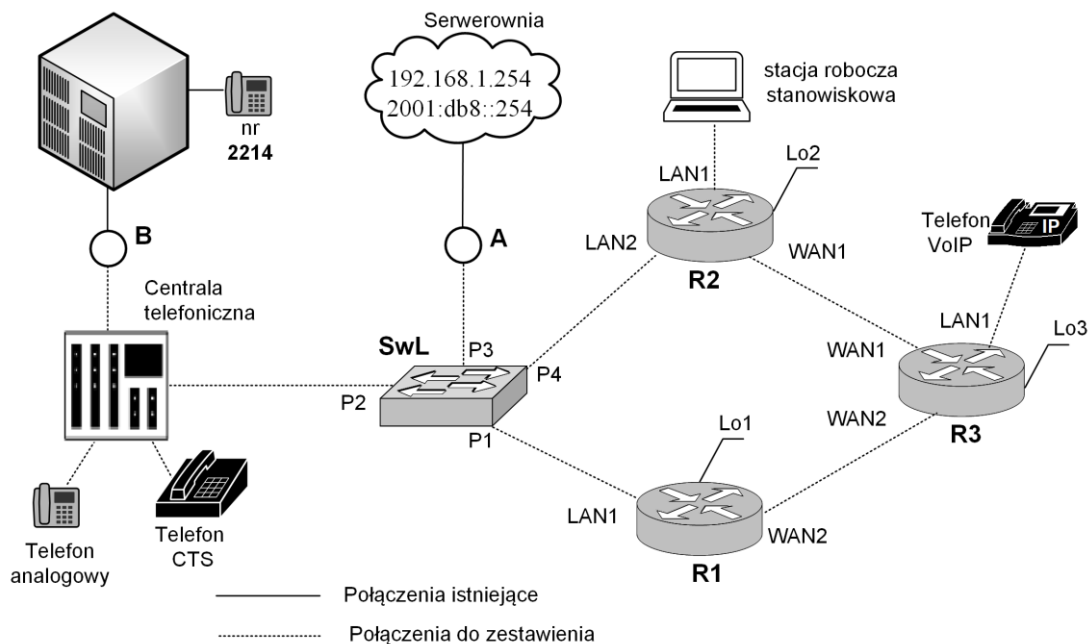 Serwerownia
192.168.1.254
2001:db8::254
nr
2214
B
A
stacja robocza
stanowiskowa
LAN1
Lo2
LAN2
WAN1
R2
Telefon
VoIP
IP
LAN1
Lo3
WAN1
WAN2
R3
Centrala
telefoniczna
SwL
P3
P4
P2
P1
Lo1
LAN1
WAN2
R1
Telefon
analogowy
Telefon
CTS
Połączenia istniejące
Połączenia do zestawienia